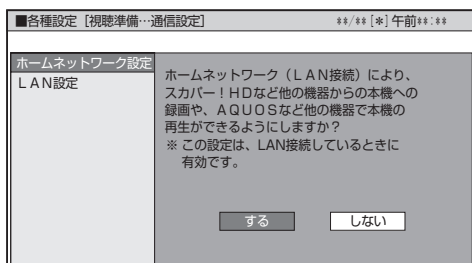 ■各種設定［視聴準備…通信設定］　＊＊/＊＊［＊］午前＊＊:＊＊
ホームネットワーク設定
ＬＡＮ設定
ホームネットワーク（ＬＡＮ接続）により、
スカパー！ＨＤなど他の機器からの本機への
録画や、ＡＱＵＯＳなど他の機器で本機の
再生ができるようにしますか？
※ この設定は、LAN接続しているときに
有効です。
する　しない